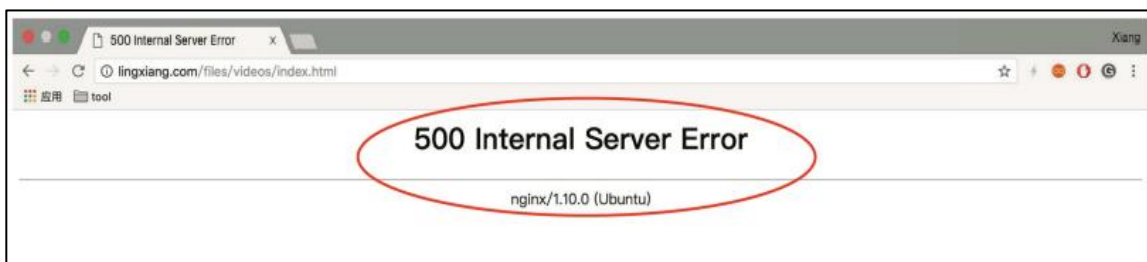 500 Internal Server Error
Xiang
lingxiang.com/files/videos/index.html
应用 tool
500 Internal Server Error
nginx/1.10.0 (Ubuntu)